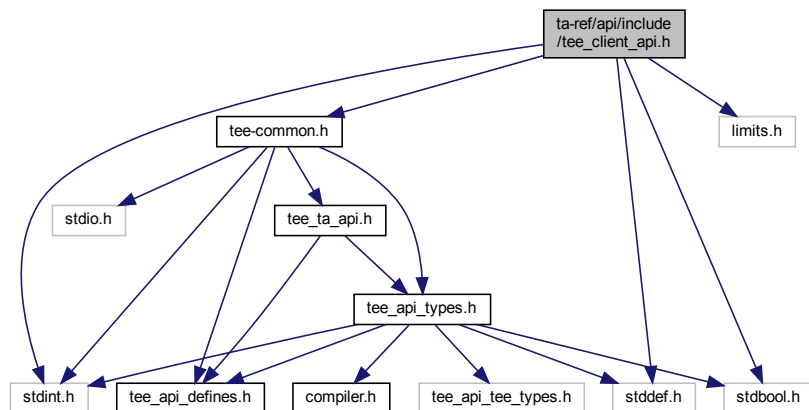 ta-ref/api/include
/tee_client_api.h
tee-common.h
limits.h
stdio.h
tee_ta_api.h
tee_api_types.h
stdint.h
tee_api_defines.h
compiler.h
tee_api_tee_types.h
stddef.h
stdbool.h